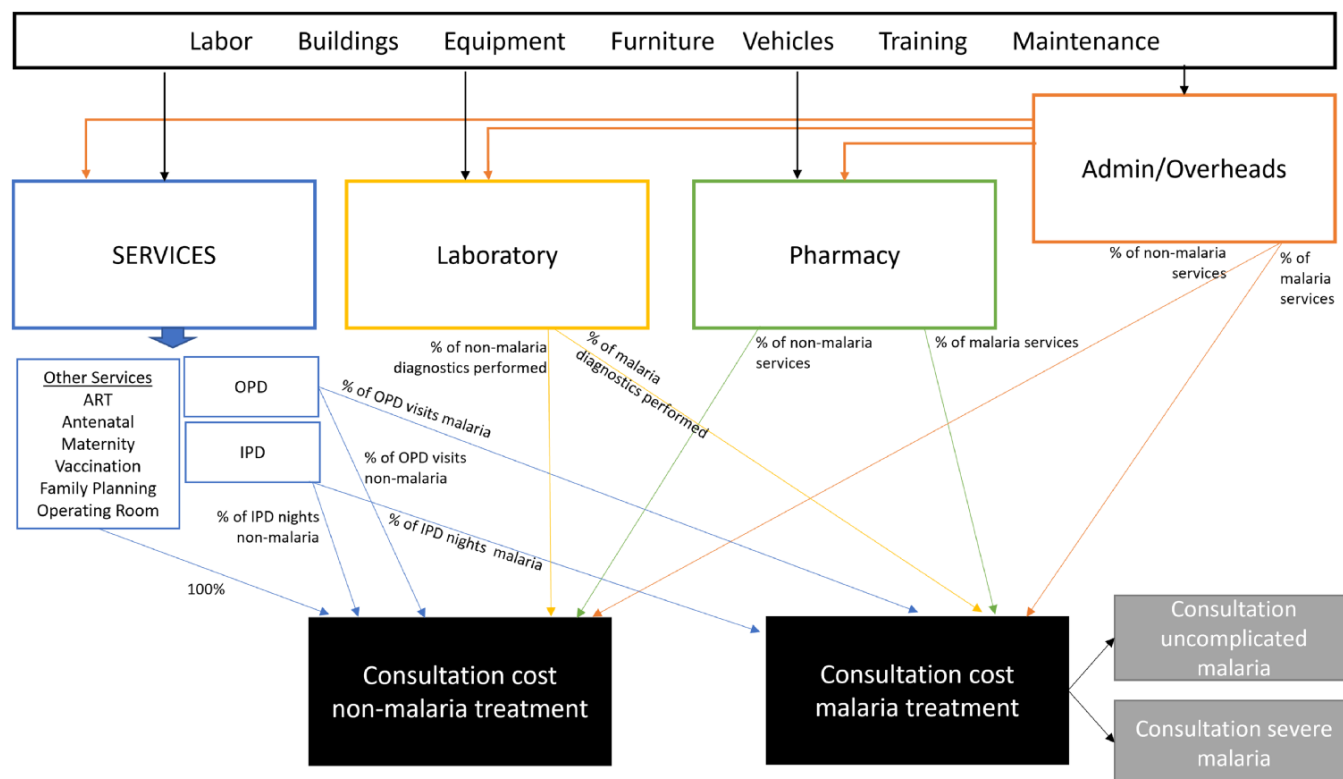 Labor Buildings Equipment Furniture Vehicles Training Maintenance
Admin/Overheads
SERVICES
Laboratory
Pharmacy
% of non-malaria
services
% of
malaria
services
% of non-malaria
diagnostics performed
% of malaria
diagnostics performed
% of non-malaria
services
% of malaria services
Other Services
ART
Antenatal
Maternity
Vaccination
Family Planning
Operating Room
OPD
IPD
% of OPD visits malaria
% of OPD visits
non-malaria
% of IPD nights
non-malaria
% of IPD nights malaria
100%
Consultation cost
non-malaria treatment
Consultation cost
malaria treatment
Consultation
uncomplicated
malaria
Consultation severe
malaria